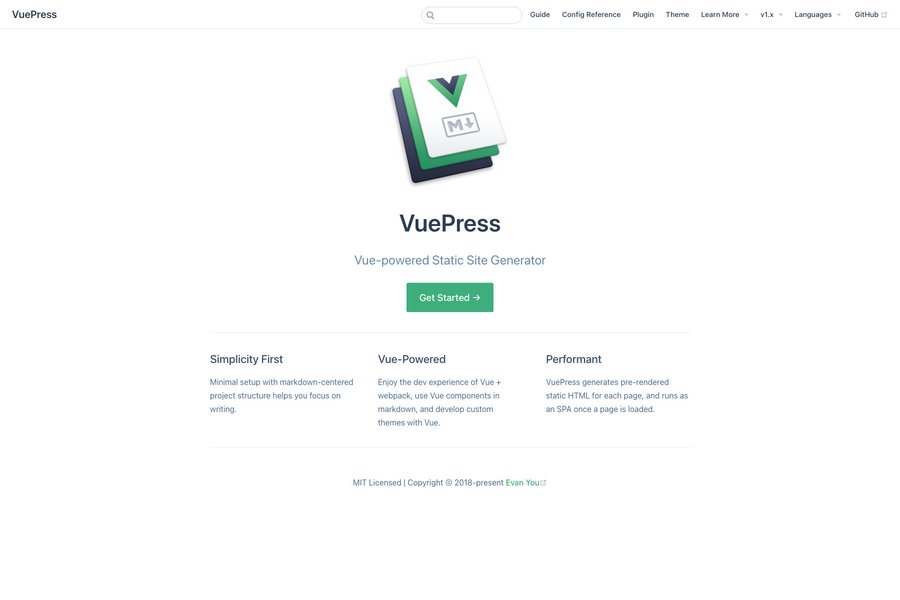 VuePress
Guide Config Reference Plugin Theme Learn More v1.x Languages GitHub
M
VuePress
Vue-powered Static Site Generator
Get Started →
Simplicity First
Minimal setup with markdown-centered
project structure helps you focus on
writing.
Vue-Powered
Enjoy the dev experience of Vue +
webpack, use Vue components in
markdown, and develop custom
themes with Vue.
Performant
VuePress generates pre-rendered
static HTML for each page, and runs as
an SPA once a page is loaded.
MIT Licensed | Copyright © 2018-present Evan You